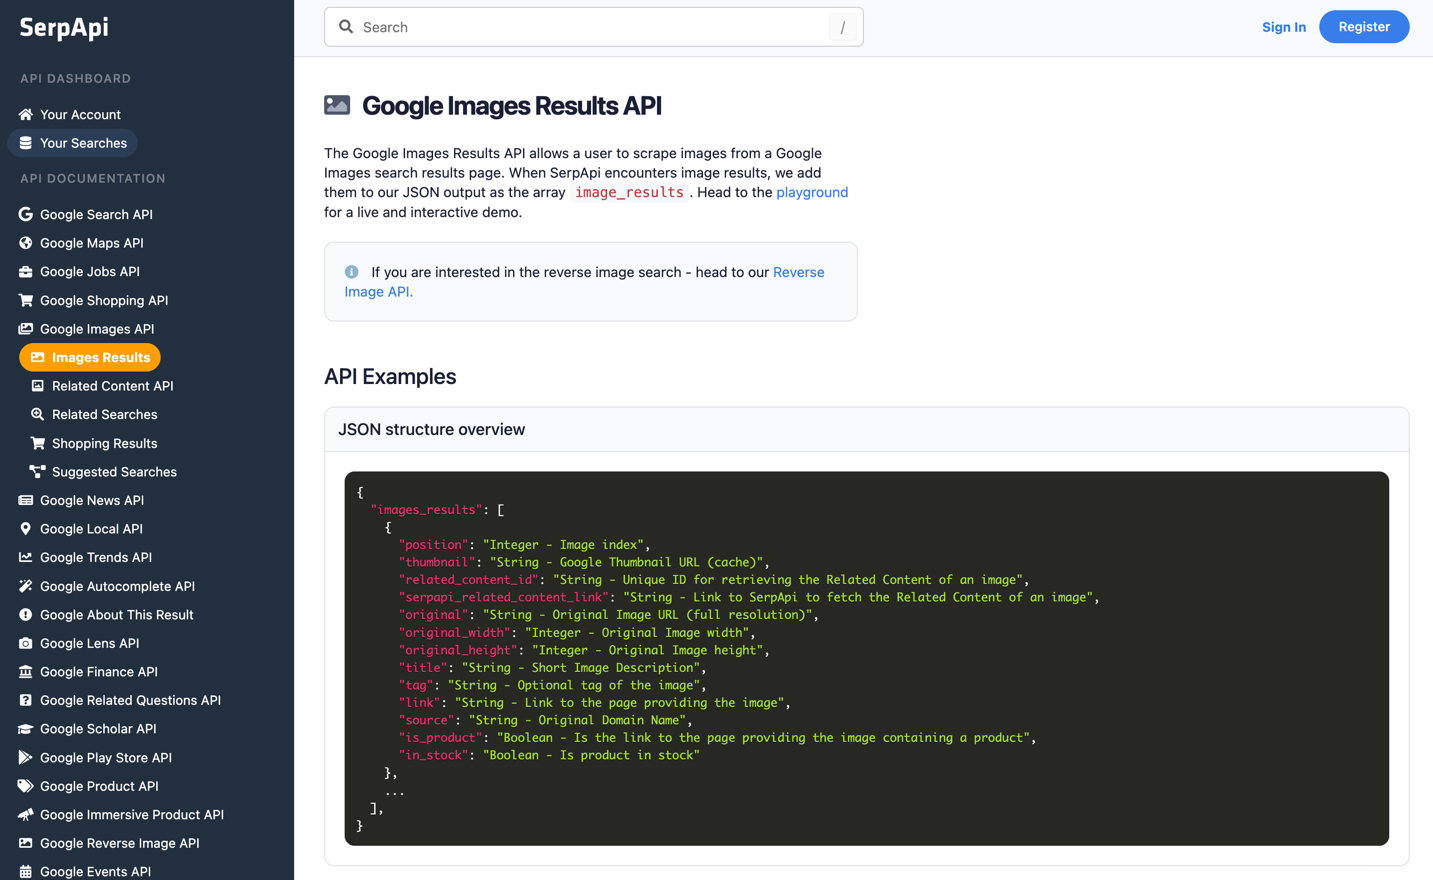 SerpApi
API DASHBOARD
Your Account
Your Searches
API DOCUMENTATION
Google Search API
Google Maps API
Google Jobs API
Google Shopping API
Google Images API
Images Results
Related Content API
Related Searches
Shopping Results
Suggested Searches
Google News API
Google Local API
Google Trends API
Google Autocomplete API
Google About This Result
Google Lens API
Google Finance API
Google Related Questions API
Google Scholar API
Google Play Store API
Google Product API
Google Immersive Product API
Google Reverse Image API
Google Events API
Search /
Sign In
Register
Google Images Results API
The Google Images Results API allows a user to scrape images from a Google
Images search results page. When SerpApi encounters image results, we add
them to our JSON output as the array image_results . Head to the playground
for a live and interactive demo.
If you are interested in the reverse image search - head to our Reverse
Image API.
API Examples
JSON structure overview
{
  "images_results": [
    {
      "position": "Integer - Image index",
      "thumbnail": "String - Google Thumbnail URL (cache)",
      "related_content_id": "String - Unique ID for retrieving the Related Content of an image",
      "serpapi_related_content_link": "String - Link to SerpApi to fetch the Related Content of an image",
      "original": "String - Original Image URL (full resolution)",
      "original_width": "Integer - Original Image width",
      "original_height": "Integer - Original Image height",
      "title": "String - Short Image Description",
      "tag": "String - Optional tag of the image",
      "link": "String - Link to the page providing the image",
      "source": "String - Original Domain Name",
      "is_product": "Boolean - Is the link to the page providing the image containing a product",
      "in_stock": "Boolean - Is product in stock"
    },
    ...
  ],
}